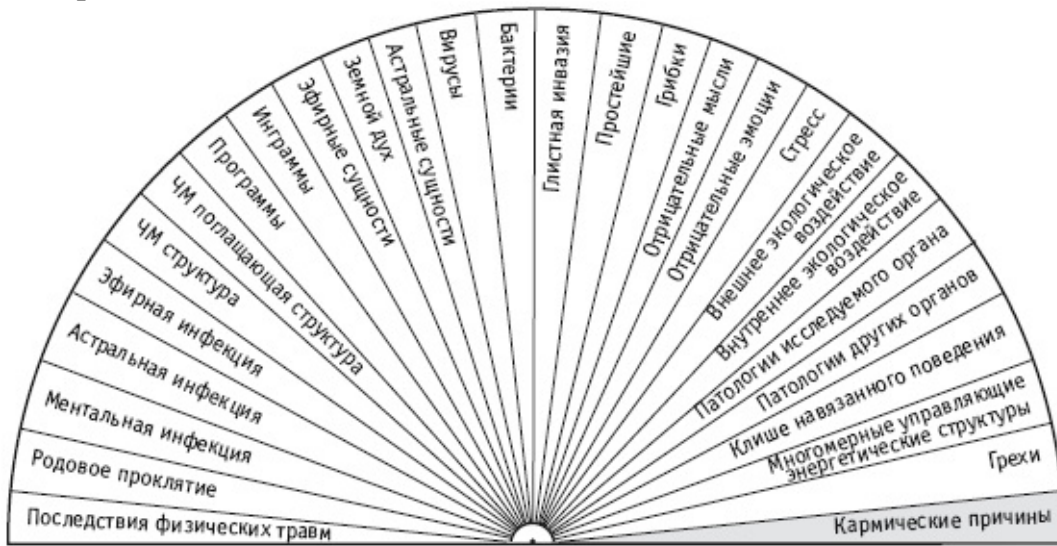 Последствия физических травм
Родовое проклятие
Ментальная инфекция
Астральная инфекция
Эфирная инфекция
ЧМ структура
ЧМ поглащающая структура
Программы
Инграммы
Эфирные сущности
Земной дух
Астральные сущности
Вирусы
Бактерии
Глистная инвазия
Простейшие
Грибки
Отрицательные мысли
Отрицательные эмоции
Стресс
Внешнее экологическое
воздействие
Внутреннее экологическое
воздействие
Патологии исследуемого органа
Патологии других органов
Клише навязанного поведения
Многомерные управляющие
энергетические структуры
Грехи
Кармические причины